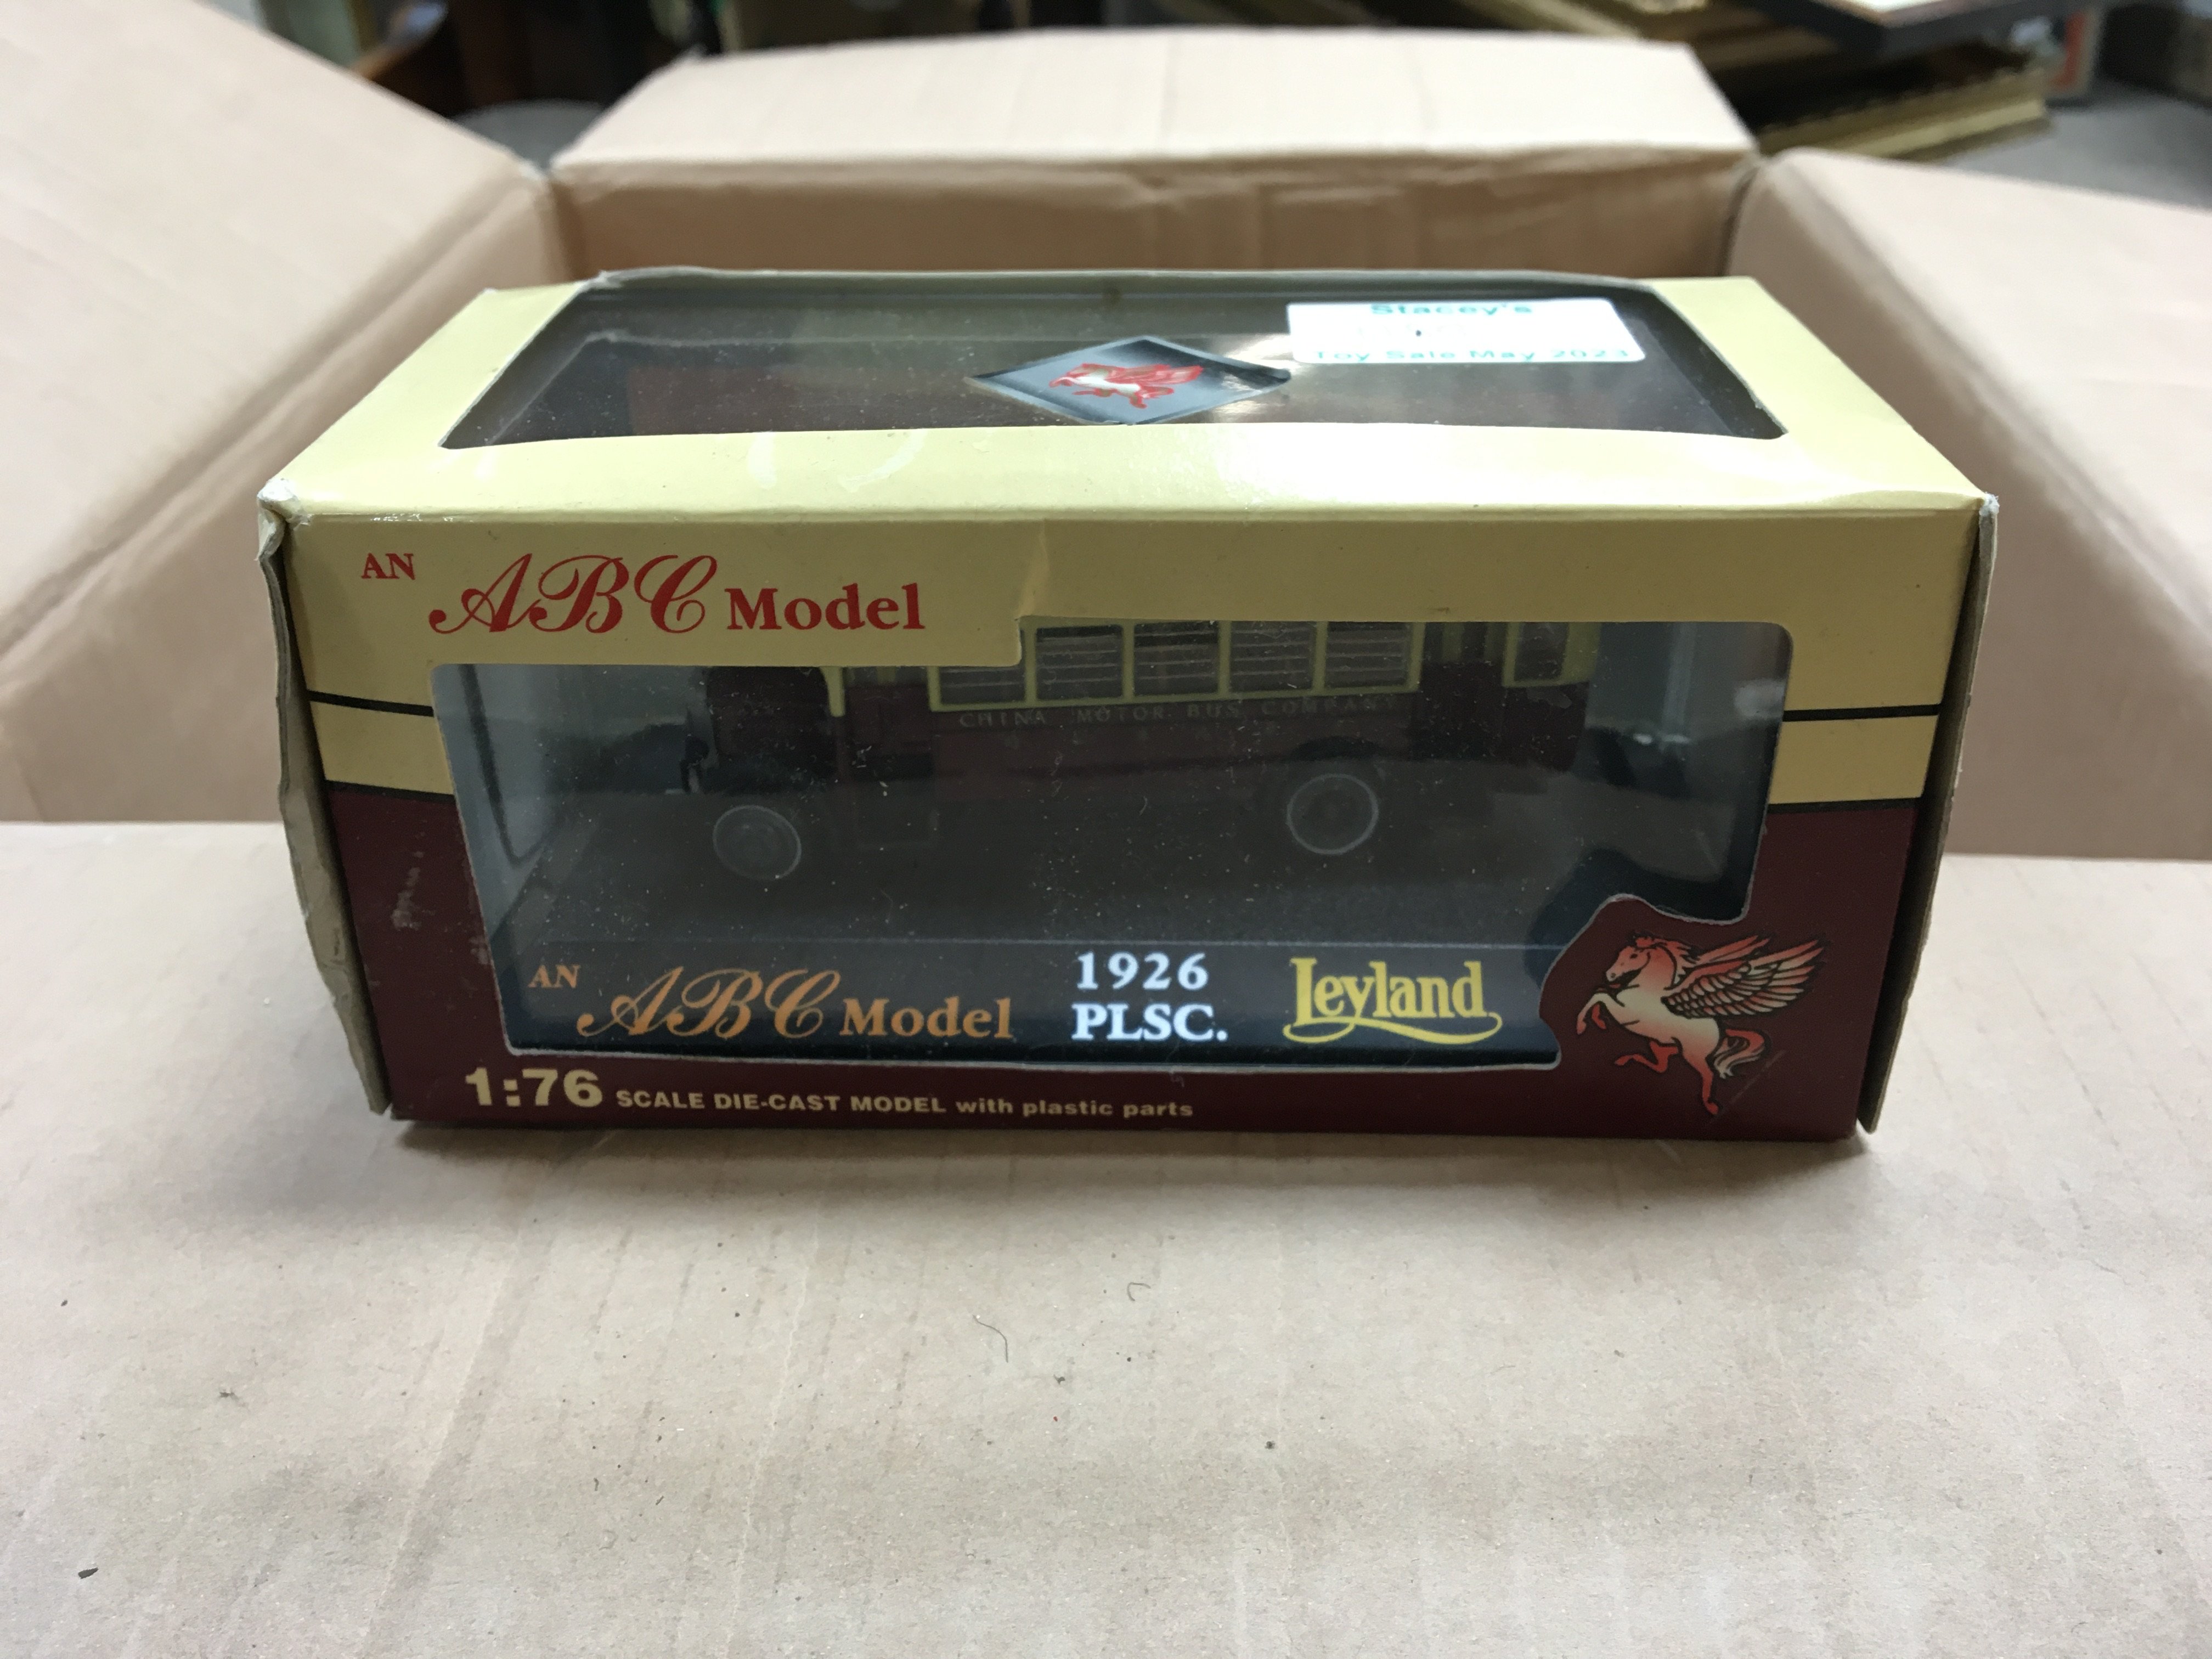 Stacey's
Toy Sale May 2023
AN ABC Model
CHINA MOTOR BUS COMPANY
AN ABC Model
1926
PLSC.
Leyland
1:76 SCALE DIE-CAST MODEL with plastic parts